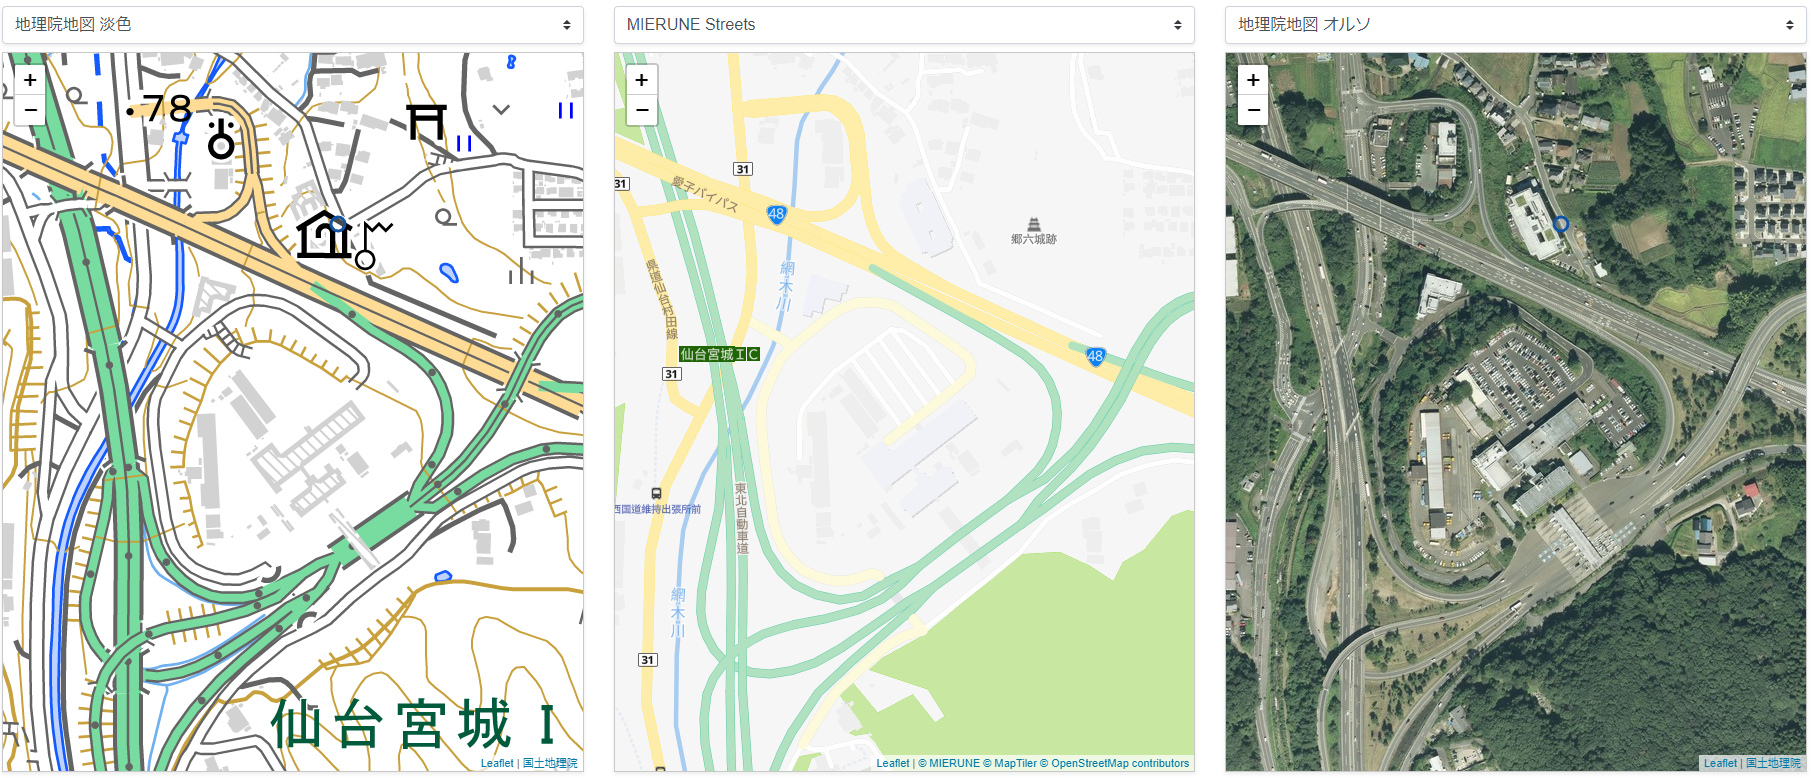 地理院地図 淡色
MIERUNE Streets
地理院地図 オルソ
+
−
78
仙台宮城 I
Leaflet | 国土地理院
+
−
31
31
愛子バイパス
48
郷六城跡
網木川
県道仙台村田線
仙台宮城ＩＣ
48
31
東北自動車道
西国道維持出張所前
網木川
31
Leaflet | © MIERUNE © MapTiler © OpenStreetMap contributors
+
−
Leaflet | 国土地理院